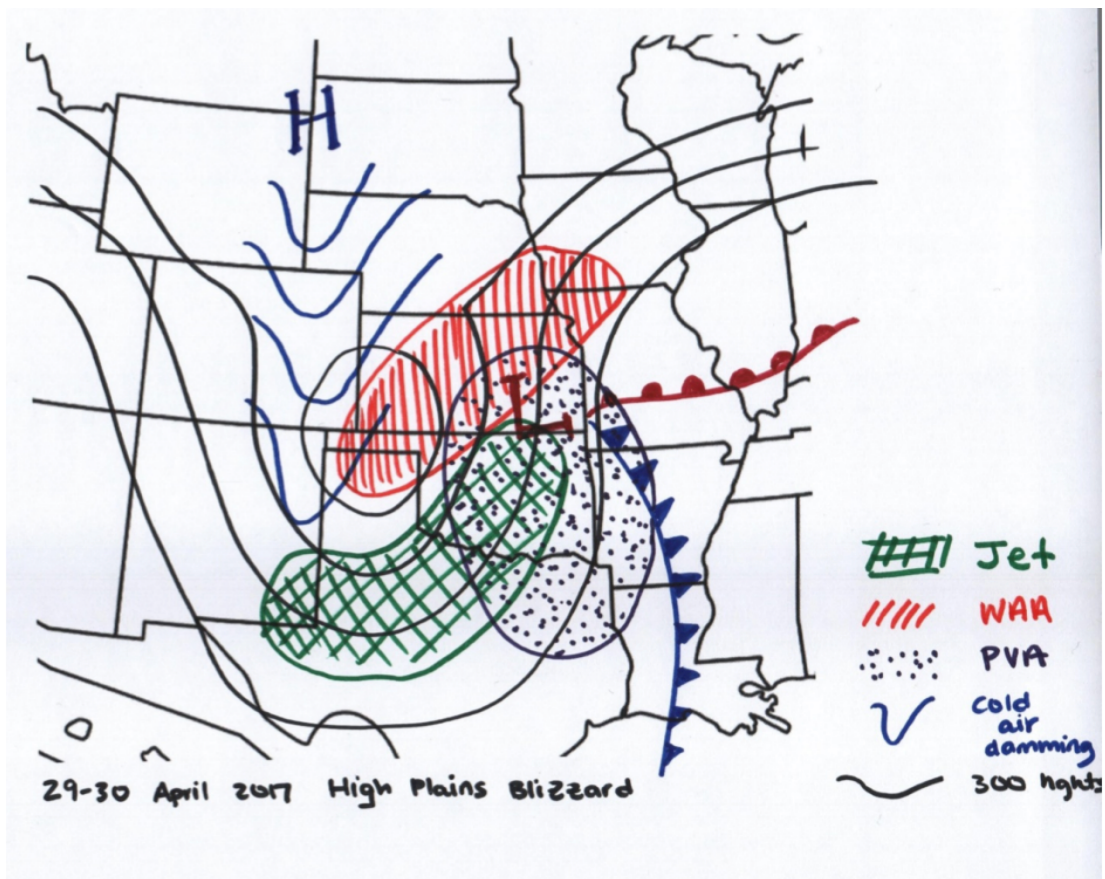 H
L
Jet
WAA
PVA
cold
air
damming
300 hghts
29-30 April 2017 High Plains Blizzard